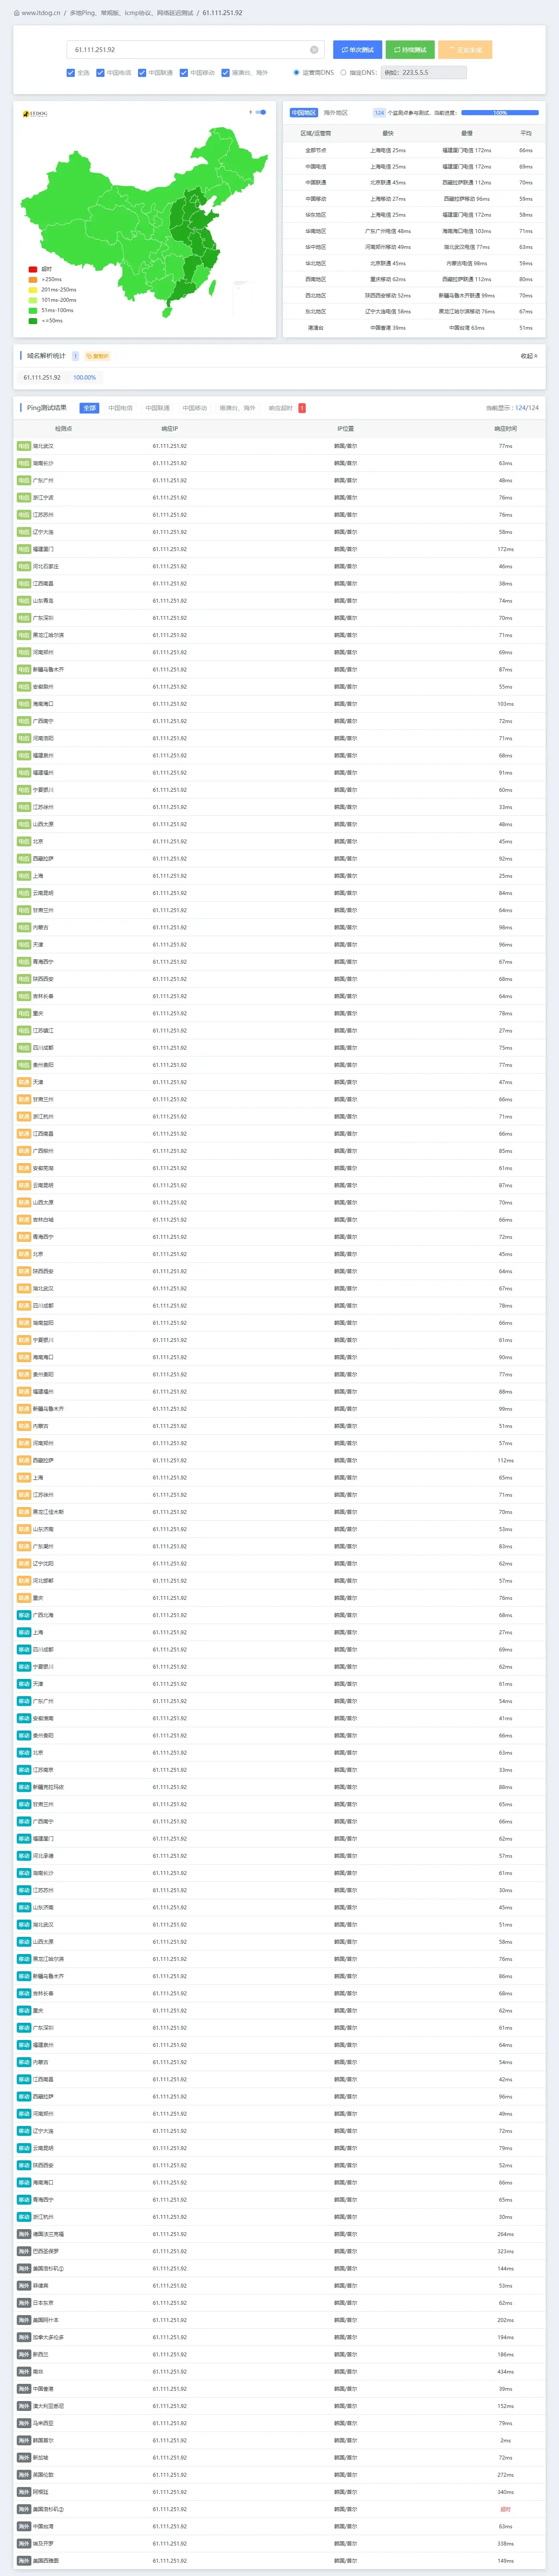 www.itdog.cn / 多地Ping、常规版、icmp协议、网络延迟测试 / 61.111.251.92
61.111.251.92 单次测试 持续测试
全选 中国电信 中国联通 中国移动 港澳台、海外 运营商DNS 指定DNS: 例如: 223.5.5.5
ITDOG
超时
>250ms
201ms-250ms
101ms-200ms
51ms-100ms
<=50ms
中国地区 海外地区 124 个监测点参与测试，当前进度: 100%
区域/运营商 最快 最慢 平均
全部节点 上海电信 25ms 福建厦门电信 172ms 66ms
中国电信 上海电信 25ms 福建厦门电信 172ms 69ms
中国联通 北京联通 45ms 西藏拉萨联通 112ms 70ms
中国移动 上海移动 27ms 西藏拉萨移动 96ms 59ms
华东地区 上海电信 25ms 福建厦门电信 172ms 58ms
华南地区 广东广州电信 48ms 海南海口电信 103ms 71ms
华中地区 河南郑州移动 49ms 湖北武汉电信 77ms 63ms
华北地区 北京联通 45ms 内蒙古电信 98ms 59ms
西南地区 重庆移动 62ms 西藏拉萨联通 112ms 80ms
西北地区 陕西西安移动 52ms 新疆乌鲁木齐联通 99ms 70ms
东北地区 辽宁大连电信 58ms 黑龙江哈尔滨移动 76ms 67ms
港澳台 中国香港 39ms 中国台湾 63ms 51ms
域名解析统计 1 复制IP 收起
61.111.251.92 100.00%
Ping测试结果 全部 中国电信 中国联通 中国移动 港澳台、海外 响应超时 1 当前显示: 124/124
检测点 响应IP IP位置 响应时间
电信 湖北武汉 61.111.251.92 韩国/首尔 77ms
电信 湖南长沙 61.111.251.92 韩国/首尔 63ms
电信 广东广州 61.111.251.92 韩国/首尔 48ms
电信 浙江宁波 61.111.251.92 韩国/首尔 76ms
电信 江苏苏州 61.111.251.92 韩国/首尔 76ms
电信 辽宁大连 61.111.251.92 韩国/首尔 58ms
电信 福建厦门 61.111.251.92 韩国/首尔 172ms
电信 河北石家庄 61.111.251.92 韩国/首尔 46ms
电信 江西南昌 61.111.251.92 韩国/首尔 38ms
电信 山东青岛 61.111.251.92 韩国/首尔 74ms
电信 广东深圳 61.111.251.92 韩国/首尔 70ms
电信 黑龙江哈尔滨 61.111.251.92 韩国/首尔 71ms
电信 河南郑州 61.111.251.92 韩国/首尔 69ms
电信 新疆乌鲁木齐 61.111.251.92 韩国/首尔 87ms
电信 61.111.251.92 韩国/首尔 55ms
电信 海南海口 61.111.251.92 韩国/首尔 103ms
电信 广西南宁 61.111.251.92 韩国/首尔 72ms
电信 河南洛阳 61.111.251.92 韩国/首尔 71ms
电信 福建泉州 61.111.251.92 韩国/首尔 68ms
电信 福建福州 61.111.251.92 韩国/首尔 91ms
电信 宁夏银川 61.111.251.92 韩国/首尔 60ms
电信 江苏徐州 61.111.251.92 韩国/首尔 33ms
电信 山西太原 61.111.251.92 韩国/首尔 48ms
电信 北京 61.111.251.92 韩国/首尔 45ms
电信 西藏拉萨 61.111.251.92 韩国/首尔 92ms
电信 上海 61.111.251.92 韩国/首尔 25ms
电信 云南昆明 61.111.251.92 韩国/首尔 84ms
电信 甘肃兰州 61.111.251.92 韩国/首尔 64ms
电信 内蒙古 61.111.251.92 韩国/首尔 98ms
电信 天津 61.111.251.92 韩国/首尔 96ms
电信 青海西宁 61.111.251.92 韩国/首尔 67ms
电信 陕西西安 61.111.251.92 韩国/首尔 68ms
电信 吉林长春 61.111.251.92 韩国/首尔 64ms
电信 重庆 61.111.251.92 韩国/首尔 78ms
电信 江苏镇江 61.111.251.92 韩国/首尔 27ms
电信 四川成都 61.111.251.92 韩国/首尔 75ms
电信 贵州贵阳 61.111.251.92 韩国/首尔 77ms
联通 天津 61.111.251.92 韩国/首尔 47ms
联通 甘肃兰州 61.111.251.92 韩国/首尔 66ms
联通 浙江杭州 61.111.251.92 韩国/首尔 71ms
联通 江西南昌 61.111.251.92 韩国/首尔 66ms
联通 广西柳州 61.111.251.92 韩国/首尔 85ms
联通 安徽芜湖 61.111.251.92 韩国/首尔 61ms
联通 云南昆明 61.111.251.92 韩国/首尔 87ms
联通 山西太原 61.111.251.92 韩国/首尔 70ms
联通 吉林白城 61.111.251.92 韩国/首尔 66ms
联通 青海西宁 61.111.251.92 韩国/首尔 72ms
联通 北京 61.111.251.92 韩国/首尔 45ms
联通 陕西西安 61.111.251.92 韩国/首尔 64ms
联通 湖北武汉 61.111.251.92 韩国/首尔 67ms
联通 四川成都 61.111.251.92 韩国/首尔 78ms
联通 湖南益阳 61.111.251.92 韩国/首尔 66ms
联通 宁夏银川 61.111.251.92 韩国/首尔 61ms
联通 海南海口 61.111.251.92 韩国/首尔 90ms
联通 贵州贵阳 61.111.251.92 韩国/首尔 77ms
联通 福建福州 61.111.251.92 韩国/首尔 88ms
联通 新疆乌鲁木齐 61.111.251.92 韩国/首尔 99ms
联通 内蒙古 61.111.251.92 韩国/首尔 51ms
联通 河南郑州 61.111.251.92 韩国/首尔 57ms
联通 西藏拉萨 61.111.251.92 韩国/首尔 112ms
联通 上海 61.111.251.92 韩国/首尔 65ms
联通 江苏徐州 61.111.251.92 韩国/首尔 71ms
联通 黑龙江佳木斯 61.111.251.92 韩国/首尔 70ms
联通 山东济南 61.111.251.92 韩国/首尔 53ms
联通 广东潮州 61.111.251.92 韩国/首尔 83ms
联通 辽宁沈阳 61.111.251.92 韩国/首尔 62ms
联通 河北邯郸 61.111.251.92 韩国/首尔 57ms
联通 重庆 61.111.251.92 韩国/首尔 76ms
移动 广西北海 61.111.251.92 韩国/首尔 68ms
移动 上海 61.111.251.92 韩国/首尔 27ms
移动 四川成都 61.111.251.92 韩国/首尔 69ms
移动 宁夏银川 61.111.251.92 韩国/首尔 62ms
移动 天津 61.111.251.92 韩国/首尔 61ms
移动 广东广州 61.111.251.92 韩国/首尔 54ms
移动 安徽淮南 61.111.251.92 韩国/首尔 41ms
移动 贵州贵阳 61.111.251.92 韩国/首尔 66ms
移动 北京 61.111.251.92 韩国/首尔 63ms
移动 江苏南京 61.111.251.92 韩国/首尔 33ms
移动 新疆克拉玛依 61.111.251.92 韩国/首尔 88ms
移动 甘肃兰州 61.111.251.92 韩国/首尔 65ms
移动 广西南宁 61.111.251.92 韩国/首尔 66ms
移动 福建厦门 61.111.251.92 韩国/首尔 62ms
移动 河北承德 61.111.251.92 韩国/首尔 57ms
移动 湖南长沙 61.111.251.92 韩国/首尔 61ms
移动 江苏苏州 61.111.251.92 韩国/首尔 30ms
移动 山东济南 61.111.251.92 韩国/首尔 45ms
移动 湖北武汉 61.111.251.92 韩国/首尔 51ms
移动 山西太原 61.111.251.92 韩国/首尔 58ms
移动 黑龙江哈尔滨 61.111.251.92 韩国/首尔 76ms
移动 新疆乌鲁木齐 61.111.251.92 韩国/首尔 86ms
移动 吉林长春 61.111.251.92 韩国/首尔 68ms
移动 重庆 61.111.251.92 韩国/首尔 62ms
移动 广东深圳 61.111.251.92 韩国/首尔 61ms
移动 福建泉州 61.111.251.92 韩国/首尔 64ms
移动 内蒙古 61.111.251.92 韩国/首尔 54ms
移动 江西南昌 61.111.251.92 韩国/首尔 42ms
移动 西藏拉萨 61.111.251.92 韩国/首尔 96ms
移动 河南郑州 61.111.251.92 韩国/首尔 49ms
移动 辽宁大连 61.111.251.92 韩国/首尔 72ms
移动 云南昆明 61.111.251.92 韩国/首尔 79ms
移动 陕西西安 61.111.251.92 韩国/首尔 52ms
移动 海南海口 61.111.251.92 韩国/首尔 66ms
移动 青海西宁 61.111.251.92 韩国/首尔 65ms
移动 浙江杭州 61.111.251.92 韩国/首尔 30ms
海外 德国法兰克福 61.111.251.92 韩国/首尔 264ms
海外 巴西圣保罗 61.111.251.92 韩国/首尔 323ms
海外 美国洛杉矶① 61.111.251.92 韩国/首尔 144ms
海外 菲律宾 61.111.251.92 韩国/首尔 53ms
海外 日本东京 61.111.251.92 韩国/首尔 62ms
海外 美国阿什本 61.111.251.92 韩国/首尔 202ms
海外 加拿大多伦多 61.111.251.92 韩国/首尔 194ms
海外 新西兰 61.111.251.92 韩国/首尔 186ms
海外 南非 61.111.251.92 韩国/首尔 434ms
海外 中国香港 61.111.251.92 韩国/首尔 39ms
海外 澳大利亚悉尼 61.111.251.92 韩国/首尔 152ms
海外 马来西亚 61.111.251.92 韩国/首尔 79ms
海外 韩国首尔 61.111.251.92 韩国/首尔 2ms
海外 新加坡 61.111.251.92 韩国/首尔 72ms
海外 英国伦敦 61.111.251.92 韩国/首尔 272ms
海外 阿根廷 61.111.251.92 韩国/首尔 340ms
海外 美国洛杉矶② 61.111.251.92 韩国/首尔 超时
海外 中国台湾 61.111.251.92 韩国/首尔 63ms
海外 埃及开罗 61.111.251.92 韩国/首尔 338ms
海外 美国西雅图 61.111.251.92 韩国/首尔 149ms